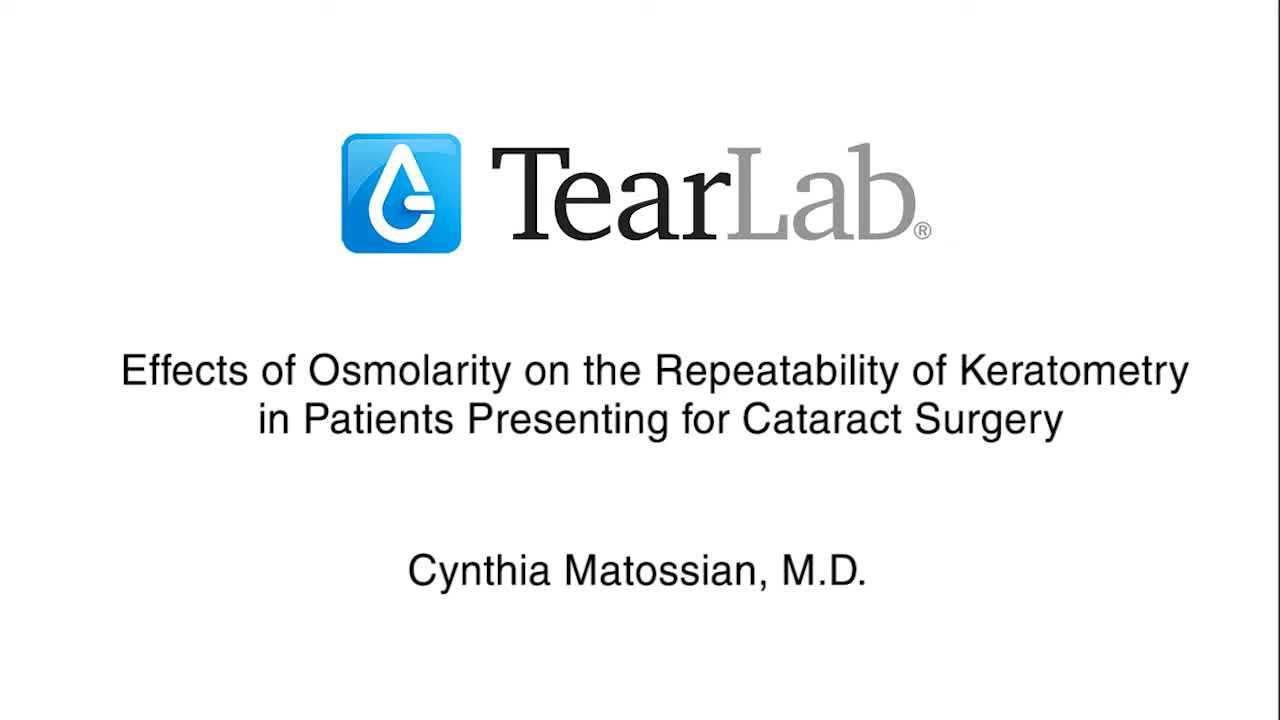 TearLab®
Effects of Osmolarity on the Repeatability of Keratometry
in Patients Presenting for Cataract Surgery
Cynthia Matossian, M.D.